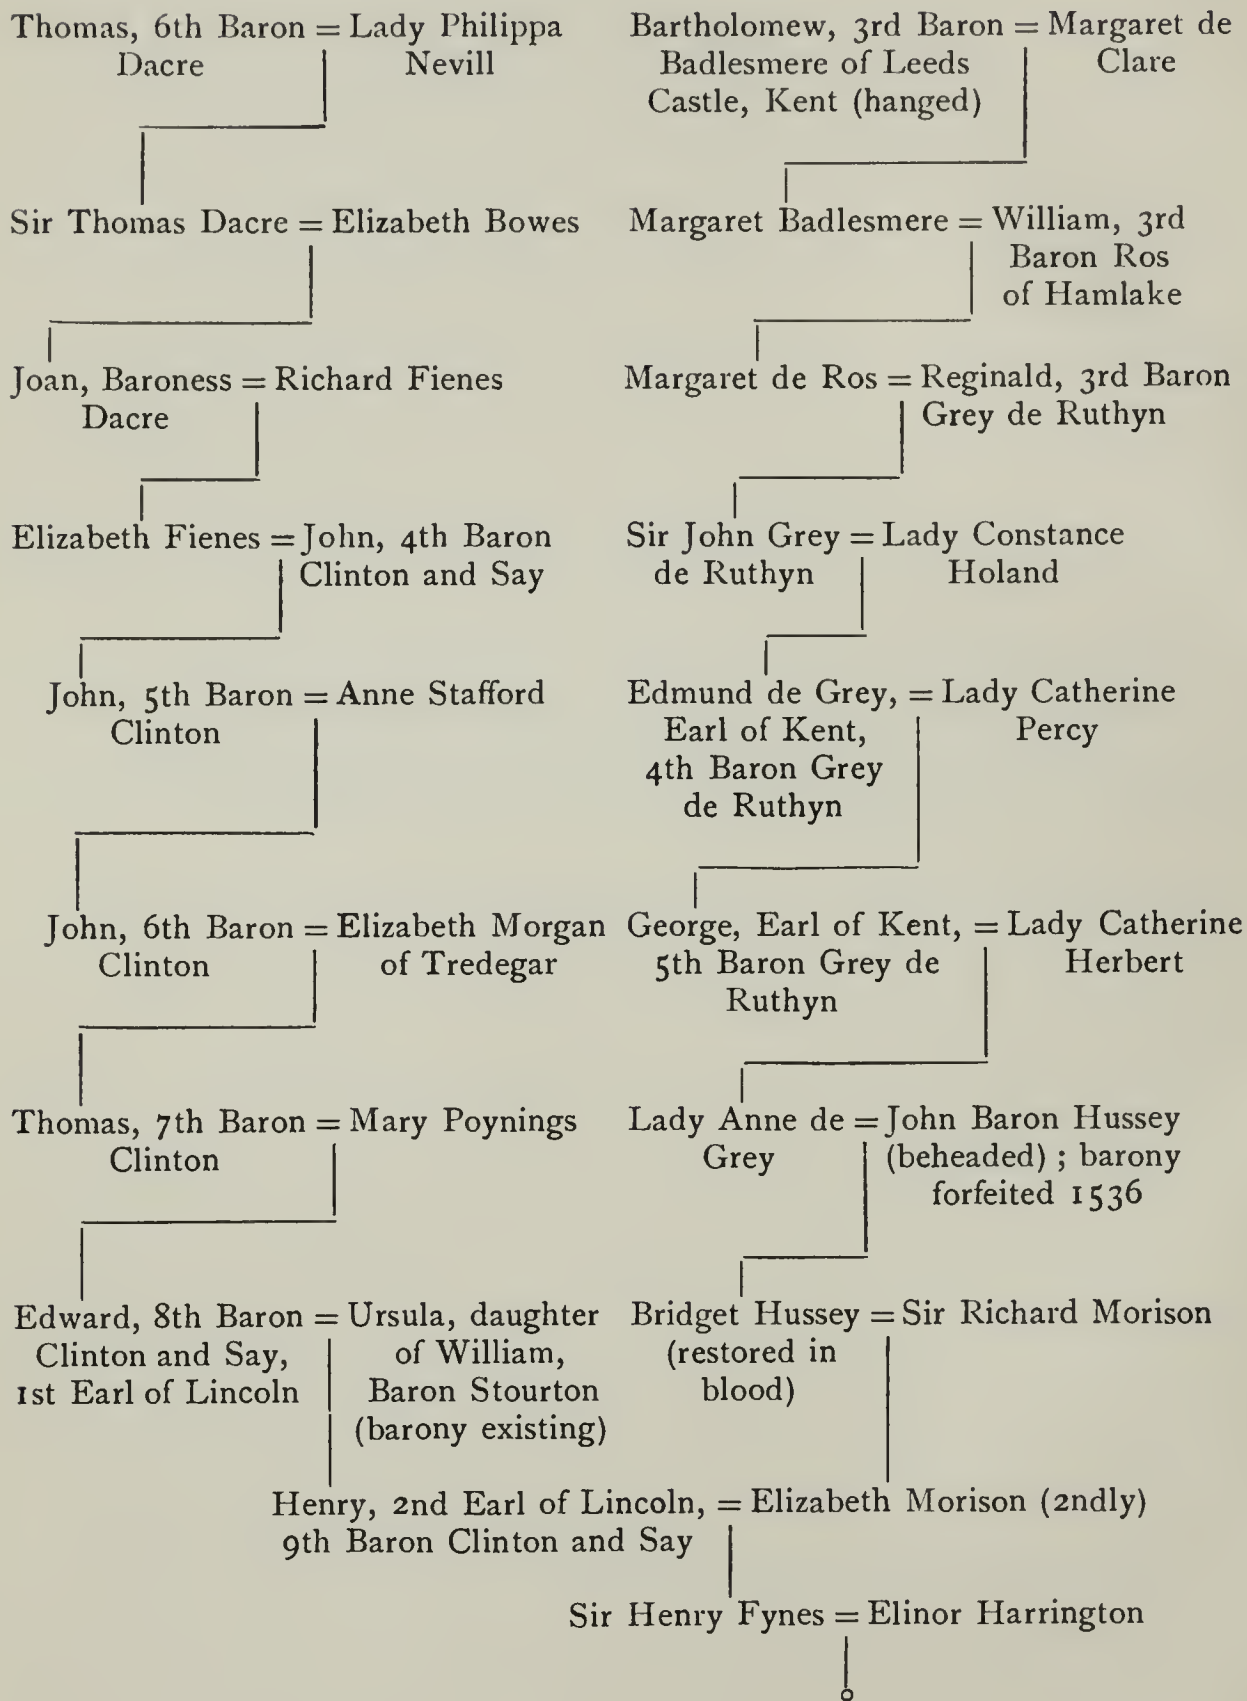 Thomas, 6th Baron = Lady Philippa
Dacre Nevill
Sir Thomas Dacre = Elizabeth Bowes
Joan, Baroness = Richard Fienes
Dacre
Elizabeth Fienes = John, 4th Baron
Clinton and Say
John, 5th Baron = Anne Stafford
Clinton
John, 6th Baron = Elizabeth Morgan
Clinton of Tredegar
Thomas, 7th Baron = Mary Poynings
Clinton
Edward, 8th Baron = Ursula, daughter
Clinton and Say, of William,
1st Earl of Lincoln Baron Stourton
(barony existing)
Bartholomew, 3rd Baron = Margaret de
Badlesmere of Leeds Clare
Castle, Kent (hanged)
Margaret Badlesmere = William, 3rd
Baron Ros
of Hamlake
Margaret de Ros = Reginald, 3rd Baron
Grey de Ruthyn
Sir John Grey = Lady Constance
de Ruthyn Holand
Edmund de Grey, = Lady Catherine
Earl of Kent, Percy
4th Baron Grey
de Ruthyn
George, Earl of Kent, = Lady Catherine
5th Baron Grey de Herbert
Ruthyn
Lady Anne de = John Baron Hussey
Grey (beheaded) ; barony
forfeited 1536
Bridget Hussey = Sir Richard Morison
(restored in
blood)
Henry, 2nd Earl of Lincoln, = Elizabeth Morison (2ndly)
9th Baron Clinton and Say
Sir Henry Fynes = Elinor Harrington